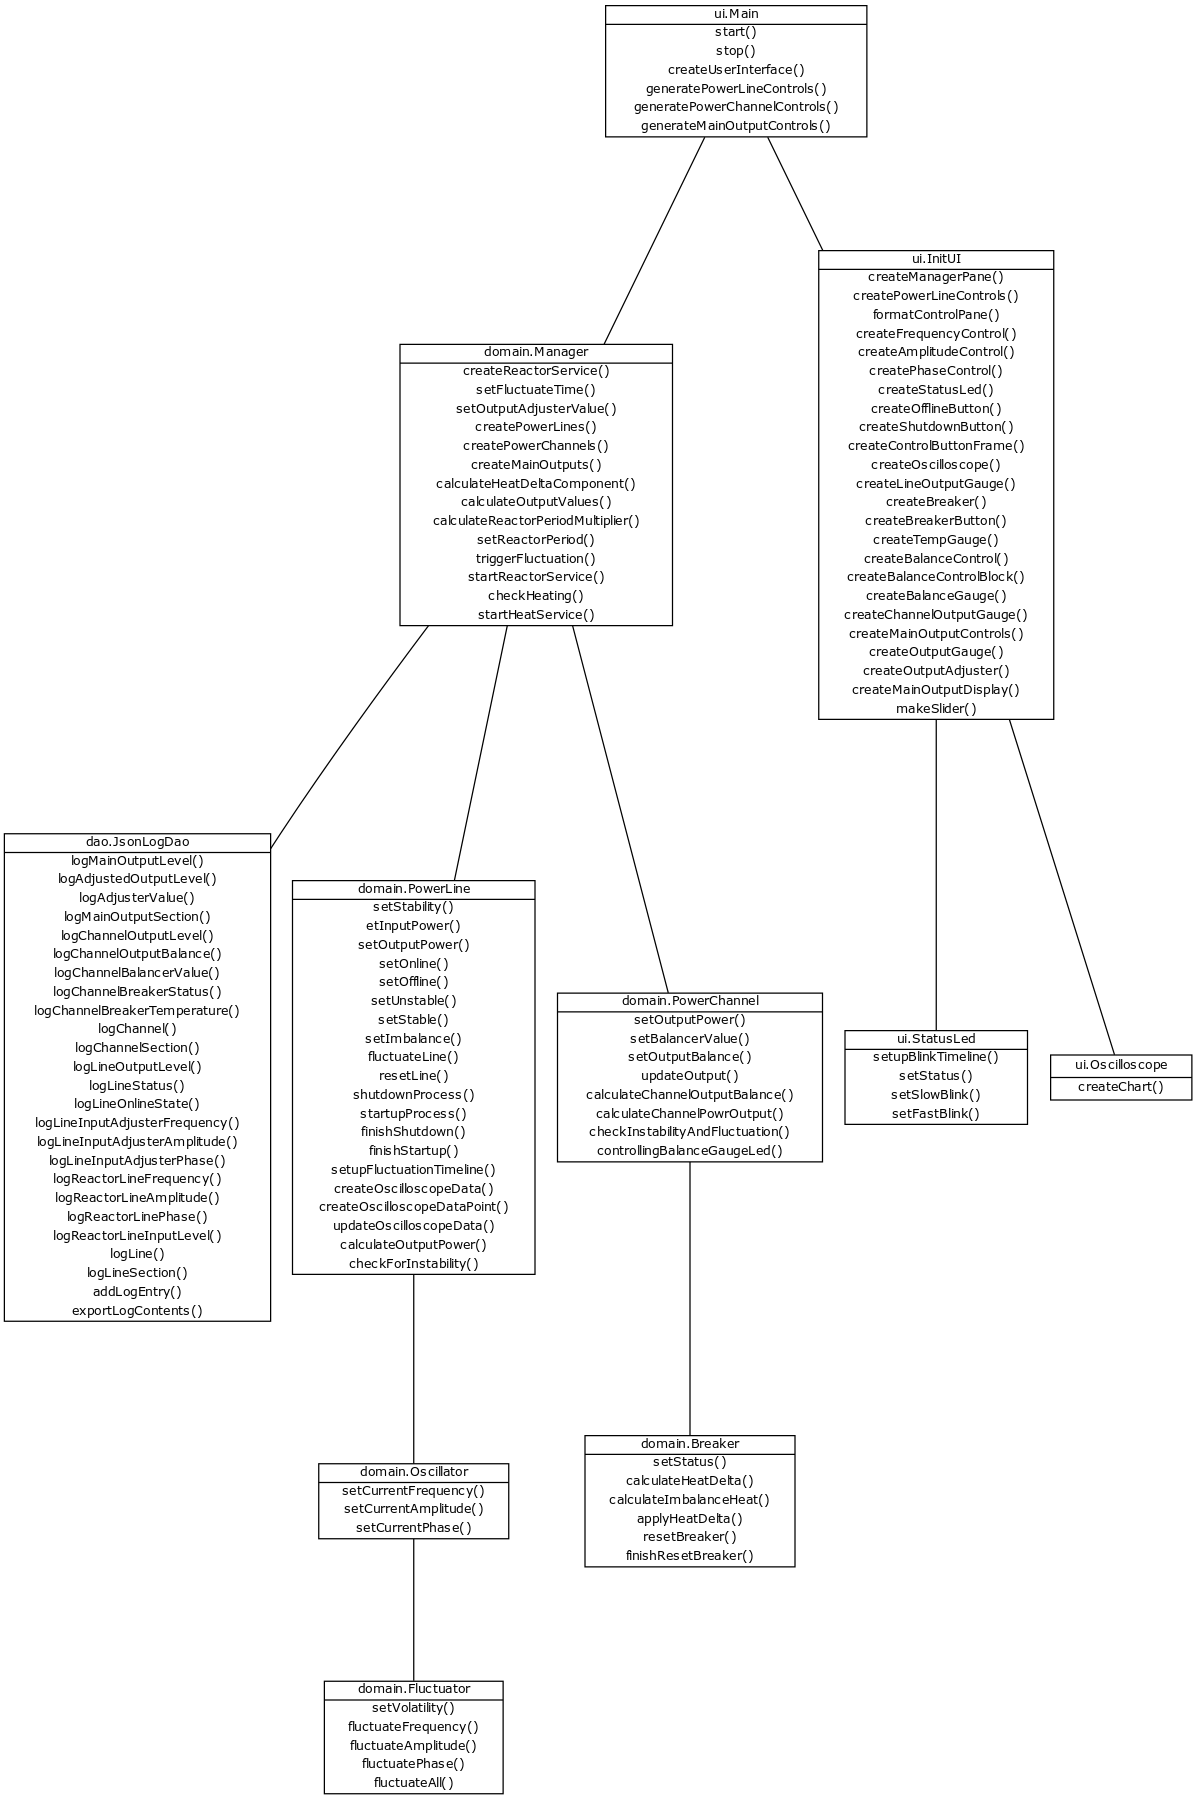 ui.Main
start()
stop()
createUserInterface()
generatePowerLineControls()
generatePowerChannelControls()
generateMainOutputControls()
ui.InitUI
createManagerPane()
createPowerLineControls()
formatControlPane()
createFrequencyControl()
createAmplitudeControl()
createPhaseControl()
createStatusLed()
createOfflineButton()
createShutdownButton()
createControlButtonFrame()
createOscilloscope()
createLineOutputGauge()
createBreaker()
createBreakerButton()
createTempGauge()
createBalanceControl()
createBalanceControlBlock()
createBalanceGauge()
createChannelOutputGauge()
createMainOutputControls()
createOutputGauge()
createOutputAdjuster()
createMainOutputDisplay()
makeSlider()
domain.Manager
createReactorService()
setFluctuateTime()
setOutputAdjusterValue()
createPowerLines()
createPowerChannels()
createMainOutputs()
calculateHeatDeltaComponent()
calculateOutputValues()
calculateReactorPeriodMultiplier()
setReactorPeriod()
triggerFluctuation()
startReactorService()
checkHeating()
startHeatService()
dao.JsonLogDao
logMainOutputLevel()
logAdjustedOutputLevel()
logAdjusterValue()
logMainOutputSection()
logChannelOutputLevel()
logChannelOutputBalance()
logChannelBalancerValue()
logChannelBreakerStatus()
logChannelBreakerTemperature()
logChannel()
logChannelSection()
logLineOutputLevel()
logLineStatus()
logLineOnlineState()
logLineInputAdjusterFrequency()
logLineInputAdjusterAmplitude()
logLineInputAdjusterPhase()
logReactorLineFrequency()
logReactorLineAmplitude()
logReactorLinePhase()
logReactorLineInputLevel()
logLine()
logLineSection()
addLogEntry()
exportLogContents()
domain.PowerLine
setStability()
etInputPower()
setOutputPower()
setOnline()
setOffline()
setUnstable()
setStable()
setImbalance()
fluctuateLine()
resetLine()
shutdownProcess()
startupProcess()
finishShutdown()
finishStartup()
setupFluctuationTimeline()
createOscilloscopeData()
createOscilloscopeDataPoint()
updateOscilloscopeData()
calculateOutputPower()
checkForInstability()
domain.PowerChannel
setOutputPower()
setBalancerValue()
setOutputBalance()
updateOutput()
calculateChannelOutputBalance()
calculateChannelPowrOutput()
checkInstabilityAndFluctuation()
controllingBalanceGaugeLed()
ui.StatusLed
setupBlinkTimeline()
setStatus()
setSlowBlink()
setFastBlink()
ui.Oscilloscope
createChart()
domain.Breaker
setStatus()
calculateHeatDelta()
calculateImbalanceHeat()
applyHeatDelta()
resetBreaker()
finishResetBreaker()
domain.Oscillator
setCurrentFrequency()
setCurrentAmplitude()
setCurrentPhase()
domain.Fluctuator
setVolatility()
fluctuateFrequency()
fluctuateAmplitude()
fluctuatePhase()
fluctuateAll()